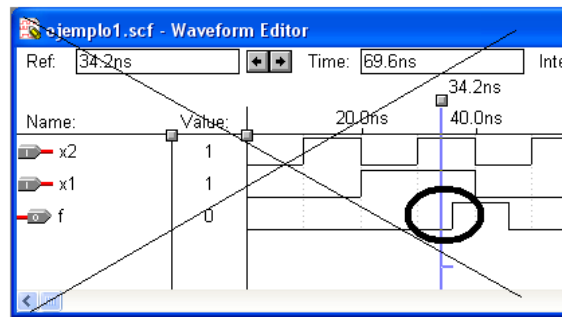 ejemplo1.scf - Waveform Editor
Ref: 34.2ns Time: 69.6ns Inte
34.2ns
Name: Value: 20.0ns 40.0ns
x2 1
x1 1
f 0